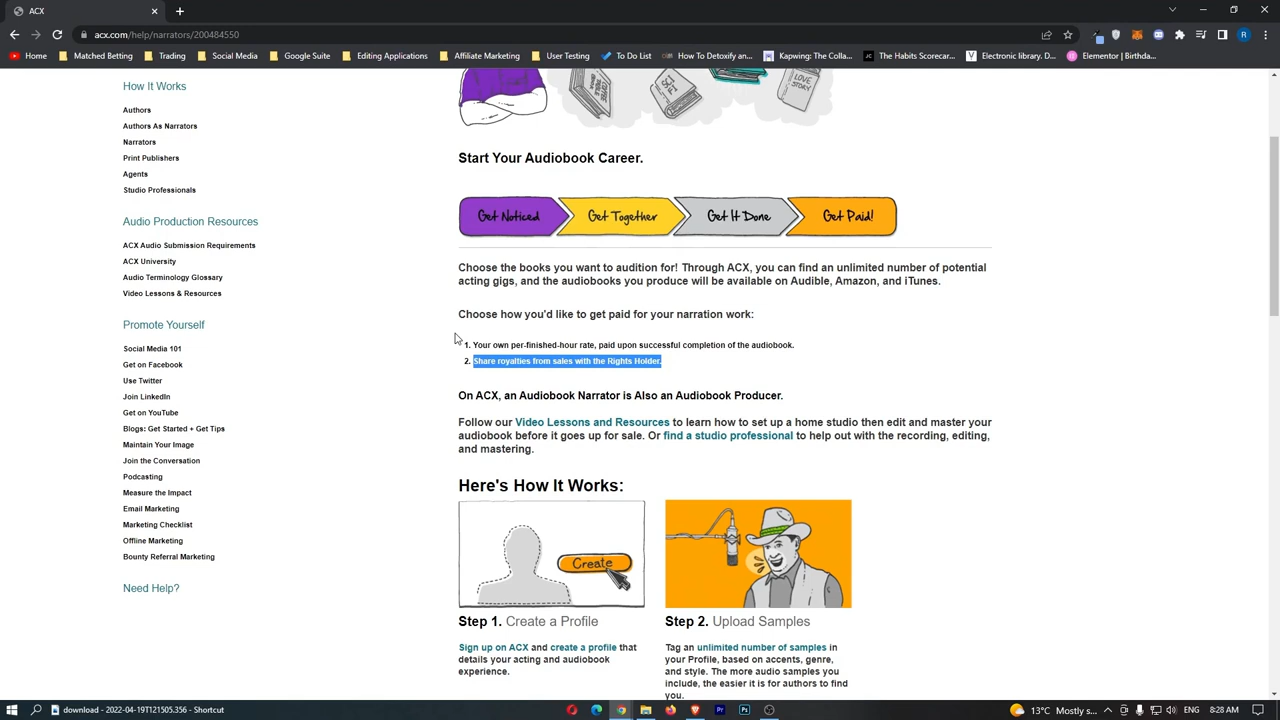 ACX
acx.com/help/narrators/200484550
R
Home
Matched Betting
Trading
Social Media
Google Suite
Editing Applications
Affiliate Marketing
User Testing
To Do List
How To Detoxify an...
Kapwing: The Colla...
JC
The Habits Scorecar...
V
Electronic library. D...
Elementor | Birthda...
How It Works
Authors
Authors As Narrators
Narrators
Print Publishers
Agents
Studio Professionals
Audio Production Resources
ACX Audio Submission Requirements
ACX University
Audio Terminology Glossary
Video Lessons & Resources
Promote Yourself
Social Media 101
Get on Facebook
Use Twitter
Join LinkedIn
Get on YouTube
Blogs: Get Started + Get Tips
Maintain Your Image
Join the Conversation
Podcasting
Measure the Impact
Email Marketing
Marketing Checklist
Offline Marketing
Bounty Referral Marketing
Need Help?
LOVE STORY
Start Your Audiobook Career.
Get Noticed
Get Together
Get It Done
Get Paid!
Choose the books you want to audition for! Through ACX, you can find an unlimited number of potential
acting gigs, and the audiobooks you produce will be available on Audible, Amazon, and iTunes.
Choose how you'd like to get paid for your narration work:
1. Your own per-finished-hour rate, paid upon successful completion of the audiobook.
2. Share royalties from sales with the Rights Holder.
On ACX, an Audiobook Narrator is Also an Audiobook Producer.
Follow our Video Lessons and Resources to learn how to set up a home studio then edit and master your
audiobook before it goes up for sale. Or find a studio professional to help out with the recording, editing,
and mastering.
Here's How It Works:
Create
Step 1. Create a Profile
Sign up on ACX and create a profile that
details your acting and audiobook
experience.
Step 2. Upload Samples
Tag an unlimited number of samples in
your Profile, based on accents, genre,
and style. The more audio samples you
include, the easier it is for authors to find
you.
download - 2022-04-19T121505.356 - Shortcut
Pr
Ps
13°C Mostly s...
8:28 AM